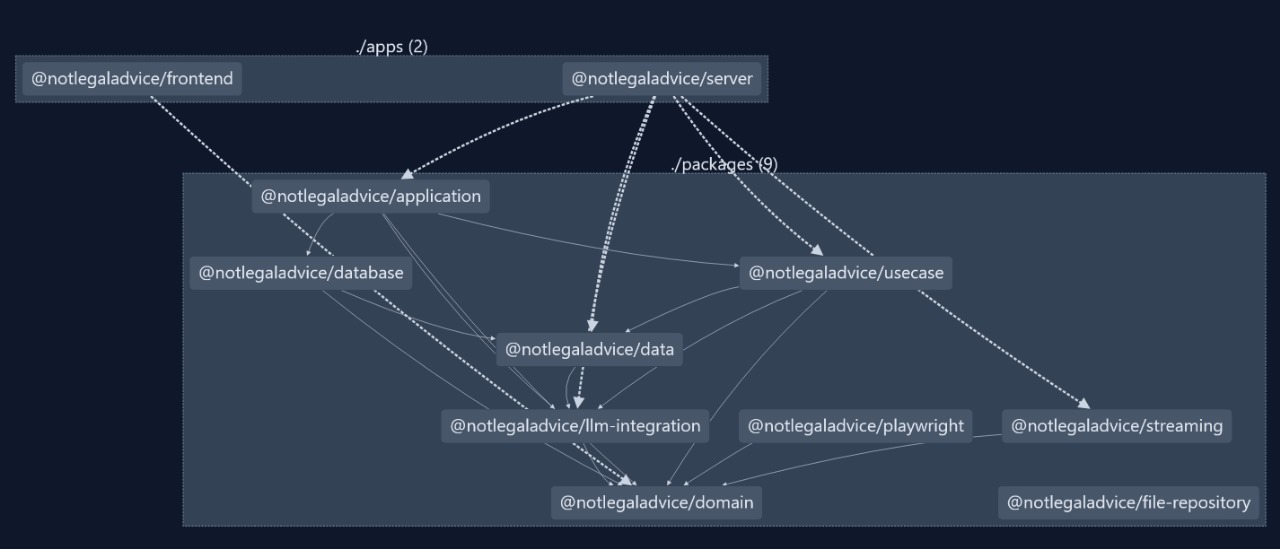 ./apps (2)
@notlegaladvice/frontend
@notlegaladvice/server
./packages (9)
@notlegaladvice/application
@notlegaladvice/database
@notlegaladvice/usecase
@notlegaladvice/data
@notlegaladvice/llm-integration
@notlegaladvice/playwright
@notlegaladvice/streaming
@notlegaladvice/domain
@notlegaladvice/file-repository